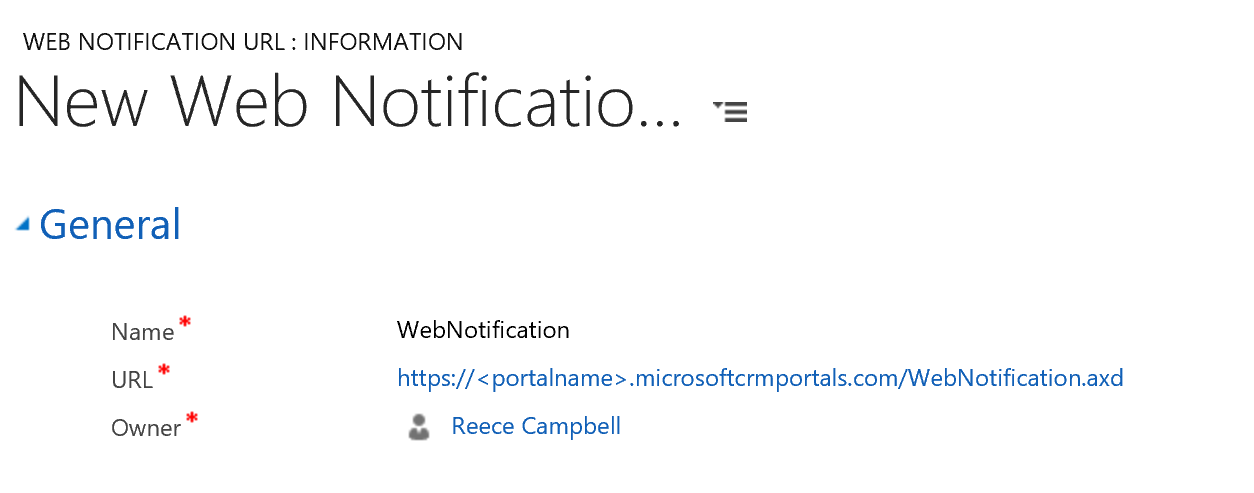 WEB NOTIFICATION URL : INFORMATION
New Web Notificatio...
General
Name* WebNotification
URL* https://<portalname>.microsoftcrmportals.com/WebNotification.axd
Owner* Reece Campbell